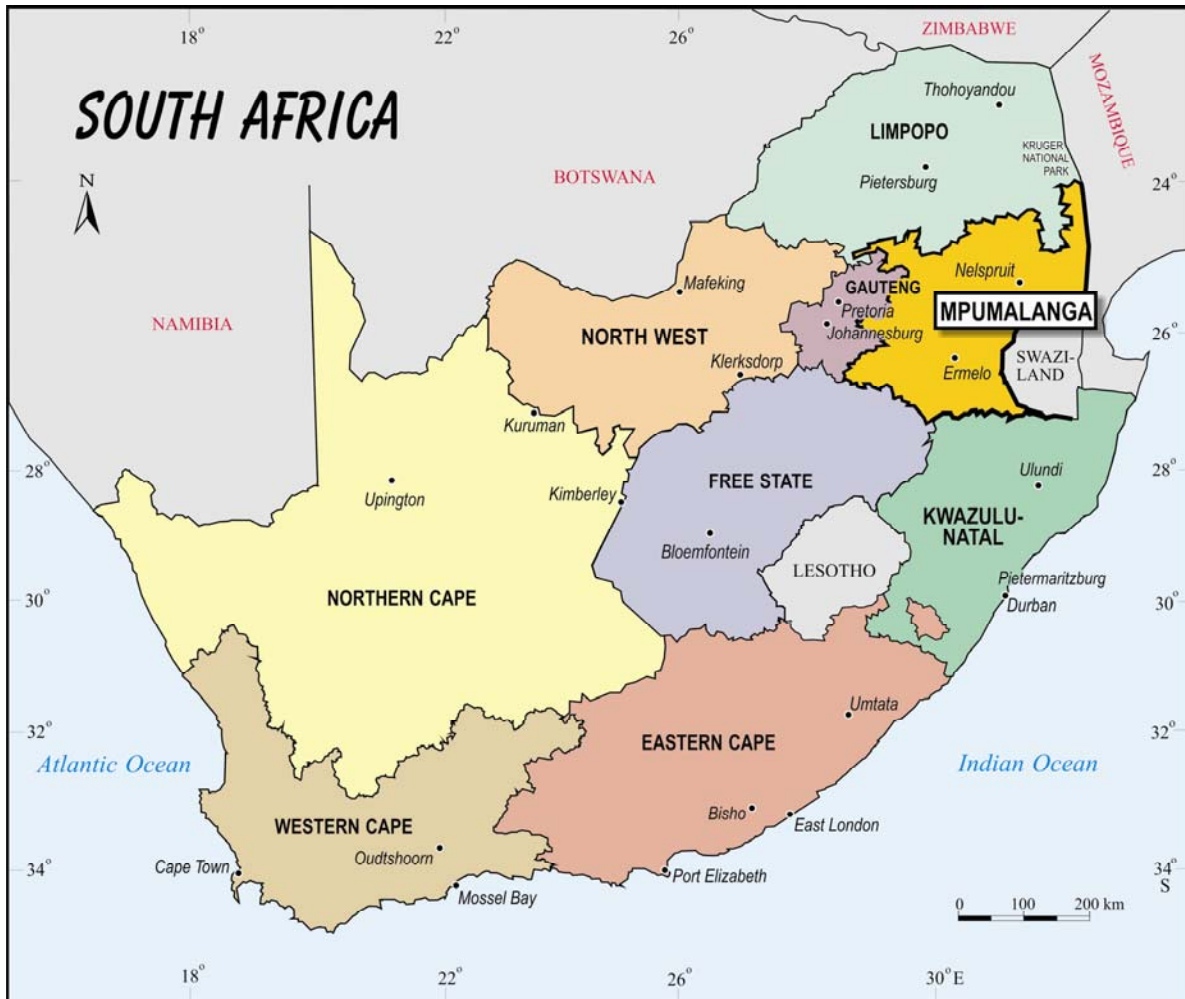 18°
22°
26°
ZIMBABWE
MOZAMBIQUE
SOUTH AFRICA
Thohoyandou
LIMPOPO
KRUGER
NATIONAL
PARK
N
BOTSWANA
Pietersburg
24°
24°
Nelspruit
Mafeking
GAUTENG
Pretoria
MPUMALANGA
NAMIBIA
Johannesburg
26°
NORTH WEST
Klerksdorp
Ermelo
SWAZI-
LAND
Kuruman
28°
28°
Upington
Kimberley
FREE STATE
Ulundi
KWAZULU-
NATAL
Bloemfontein
LESOTHO
Pietermaritzburg
Durban
30°
30°
NORTHERN CAPE
Umtata
32°
32°
EASTERN CAPE
Atlantic Ocean
Indian Ocean
Bisho
East London
WESTERN CAPE
Oudtshoorn
Cape Town
34°
34°
S
Port Elizabeth
Mossel Bay
0 100 200 km
18°
22°
26°
30°E